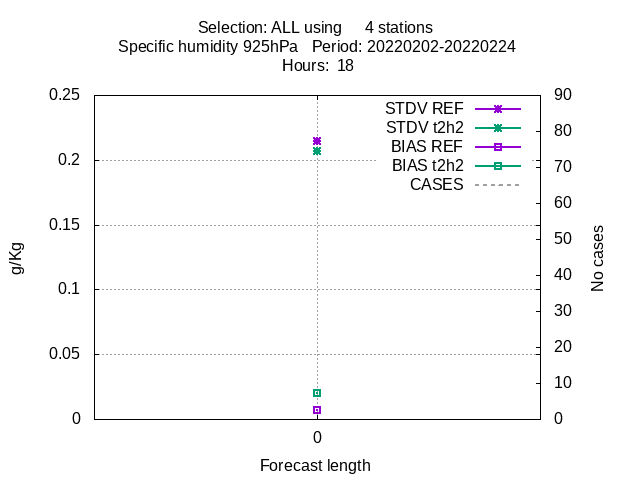 Selection: ALL using 4 stations
Specific humidity 925hPa Period: 20220202-20220224
Hours: 18
0.25
0.2
0.15
0.1
0.05
0
90
80
70
60
50
40
30
20
10
0
STDV REF
STDV t2h2
BIAS REF
BIAS t2h2
CASES
g/Kg
No cases
0
Forecast length